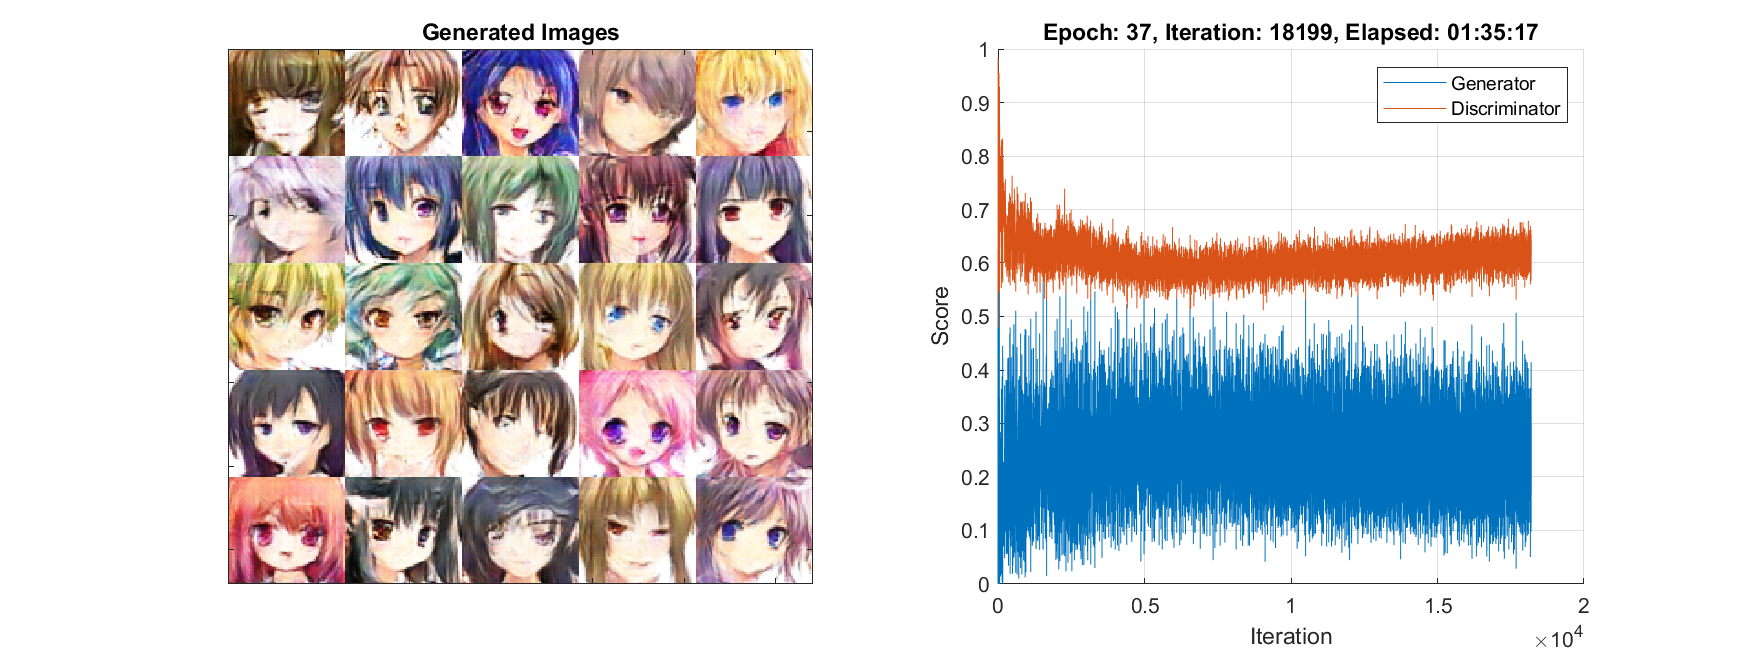 Generated Images
Epoch: 37, Iteration: 18199, Elapsed: 01:35:17
1
Generator
Discriminator
0.9
0.8
0.7
0.6
0.5
0.4
0.3
0.2
0.1
0
Score
0 0.5 1 1.5 2
Iteration
×10⁴